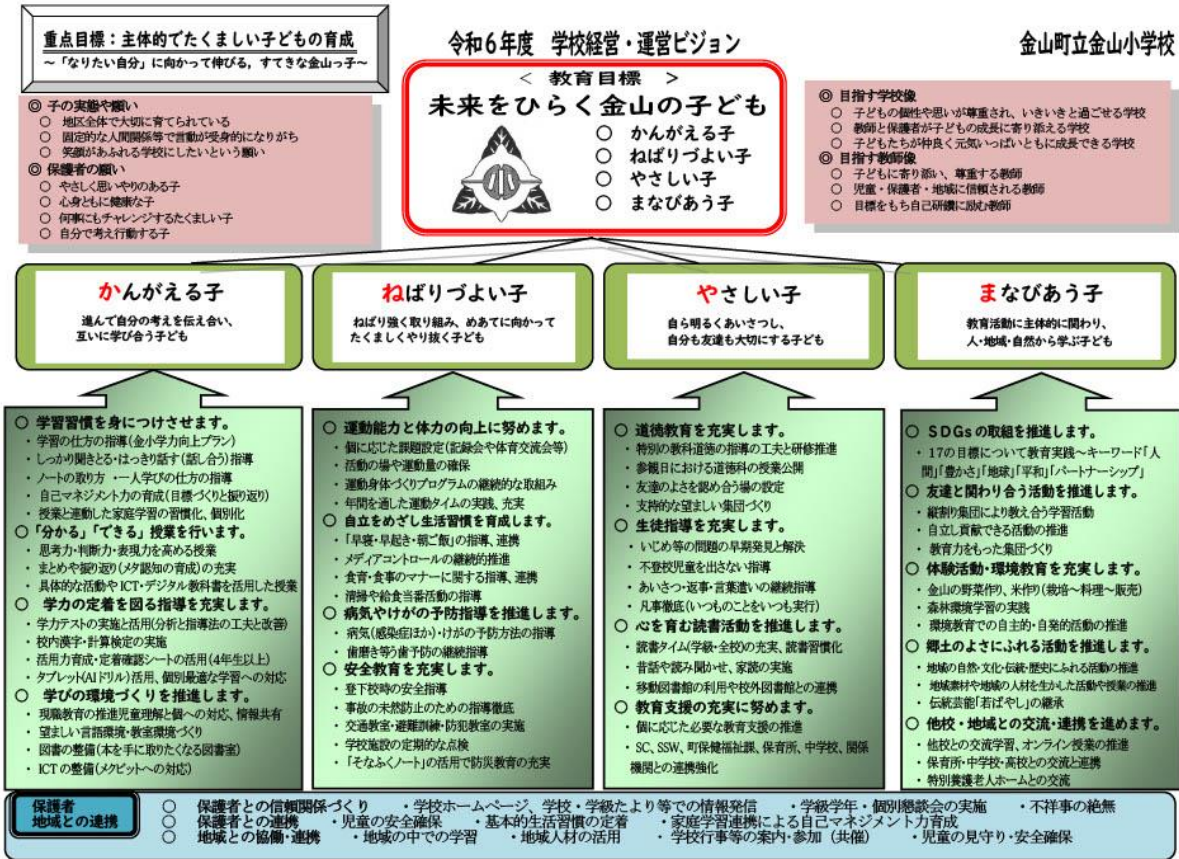 重点目標：主体的でたくましい子どもの育成
～「なりたい自分」に向かって伸びる，すてきな金山っ子～
令和６年度　学校経営・運営ビジョン
金山町立金山小学校
＜ 教育目標 ＞
未来をひらく金山の子ども
○ かんがえる子
○ ねばりづよい子
○ やさしい子
○ まなびあう子
◎ 子の実態や願い
○ 地区全体で大切に育てられている
○ 固定的な人間関係等で言動が受身的になりがち
○ 笑顔があふれる学校にしたいという願い
◎ 保護者の願い
○ やさしく思いやりのある子
○ 心身ともに健康な子
○ 何事にもチャレンジするたくましい子
○ 自分で考え行動する子
◎ 目指す学校像
○ 子どもの個性や思いが尊重され、いきいきと過ごせる学校
○ 教師と保護者が子どもの成長に寄り添える学校
○ 子どもたちが仲良く元気いっぱいともに成長できる学校
◎ 目指す教師像
○ 子どもに寄り添い、尊重する教師
○ 児童・保護者・地域に信頼される教師
○ 目標をもち自己研鑽に励む教師
かんがえる子
進んで自分の考えを伝え合い、
互いに学び合う子ども
ねばりづよい子
ねばり強く取り組み、めあてに向かって
たくましくやり抜く子ども
やさしい子
自ら明るくあいさつし、
自分も友達も大切にする子ども
まなびあう子
教育活動に主体的に関わり、
人・地域・自然から学ぶ子ども
○ 学習習慣を身につけさせます。
・学習の仕方の指導(金小学力向上プラン)
・しっかり聞きとる・はっきり話す(話し合う)指導
・ノートの取り方 ・一人学びの仕方の指導
・自己マネジメント力の育成(目標づくりと振り返り)
・授業と連動した家庭学習の習慣化、個別化
○「分かる」「できる」授業を行います。
・思考力・判断力・表現力を高める授業
・まとめや振り返り(メタ認知の育成)の充実
・具体的な活動やICT・デジタル教科書を活用した授業
○ 学力の定着を図る指導を充実します。
・学力テストの実施と活用(分析と指導法の工夫と改善)
・校内漢字・計算検定の実施
・活用力育成・定着確認シートの活用(4年生以上)
・タブレット(AIドリル)活用、個別最適な学習への対応
○ 学びの環境づくりを推進します。
・現職教育の推進児童理解と個への対応、情報共有
・望ましい言語環境・教室環境づくり
・図書の整備(本を手に取りたくなる図書室)
・ICTの整備(メクビットへの対応)
○ 運動能力と体力の向上に努めます。
・個に応じた課題設定(記録会や体育交流会等)
・活動の場や運動量の確保
・運動身体づくりプログラムの継続的な取組み
・年間を通した運動タイムの実践、充実
○ 自立をめざし生活習慣を育成します。
・「早寝・早起き・朝ご飯」の指導、連携
・メディアコントロールの継続的推進
・食育・食事のマナーに関する指導、連携
・清掃や給食当番活動の指導
○ 病気やけがの予防指導を推進します。
・病気(感染症ほか)・けがの予防方法の指導
・歯磨き等う歯予防の継続指導
○ 安全教育を充実します。
・登下校時の安全指導
・事故の未然防止のための指導徹底
・交通教室・避難訓練・防犯教室の実施
・学校施設の定期的な点検
・「そなふくノート」の活用で防災教育の充実
○ 道徳教育を充実します。
・特別の教科道徳の指導の工夫と研修推進
・参観日における道徳科の授業公開
・友達のよさを認め合う場の設定
・支持的な望ましい集団づくり
○ 生徒指導を充実します。
・いじめ等の問題の早期発見と解決
・不登校児童を出さない指導
・あいさつ・返事・言葉遣いの継続指導
・凡事徹底(いつものことをいつも実行)
○ 心を育む読書活動を推進します。
・読書タイム(学級・全校)の充実、読書習慣化
・昔話や読み聞かせ、家読の実施
・移動図書館の利用や校外図書館との連携
○ 教育支援の充実に努めます。
・個に応じた必要な教育支援の推進
・SC、SSW、町保健福祉課、保育所、中学校、関係
機関との連携強化
○ SDGsの取組を推進します。
・17の目標について教育実践～キーワード「人
間」「豊かさ」「地球」「平和」「パートナーシップ」
○ 友達と関わり合う活動を推進します。
・縦割り集団により教え合う学習活動
・自立し貢献できる活動の推進
・教育力をもった集団づくり
○ 体験活動・環境教育を充実します。
・金山の野菜作り、米作り(栽培～料理～販売)
・森林環境学習の実践
・環境教育での自主的・自発的活動の推進
○ 郷土のよさにふれる活動を推進します。
・地域の自然・文化・伝統・歴史にふれる活動の推進
・地域素材や地域の人材を生かした活動や授業の推進
・伝統芸能「若ばやし」の継承
○ 他校・地域との交流・連携を進めます。
・他校との交流学習、オンライン授業の推進
・保育所・中学校・高校との交流と連携
・特別養護老人ホームとの交流
保護者
地域との連携
○ 保護者との信頼関係づくり ・学校ホームページ、学校・学級たより等での情報発信 ・学級学年・個別懇談会の実施 ・不祥事の絶無
○ 保護者との連携 ・児童の安全確保 ・基本的生活習慣の定着 ・家庭学習連携による自己マネジメント力育成
○ 地域との協働・連携 ・地域の中での学習 ・地域人材の活用 ・学校行事等の案内・参加（共催） ・児童の見守り・安全確保